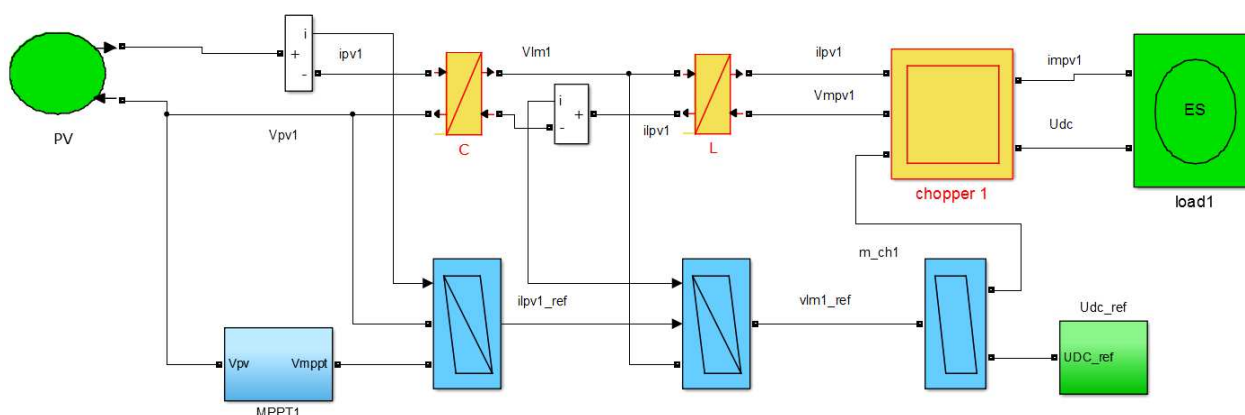 i
+
-
ipv1
Vlm1
ilpv1
impv1
PV
Vpv1
C
i
-
+
ilpv1
L
Vmpv1
chopper 1
Udc
ES
load1
m_ch1
ilpv1_ref
vlm1_ref
Udc_ref
UDC_ref
Vpv
Vmppt
MPPT1